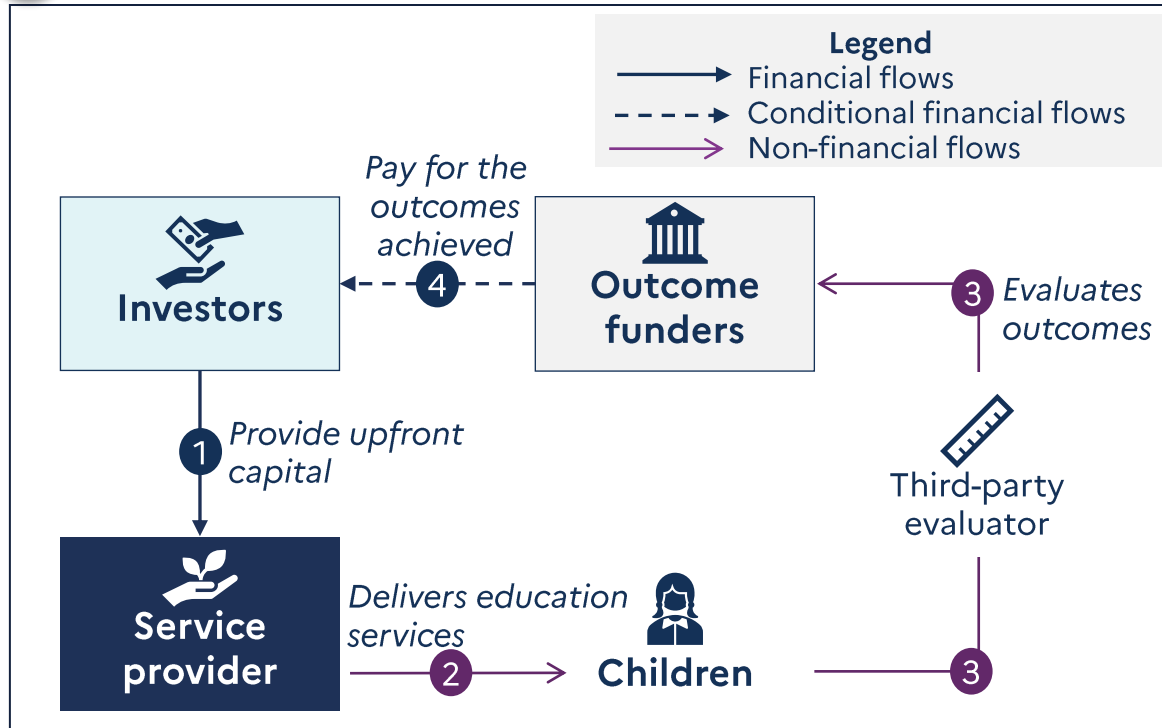 Legend
Financial flows
Conditional financial flows
Non-financial flows
Pay for the
outcomes
achieved
Investors
4
Outcome
funders
3
Evaluates
outcomes
1
Provide upfront
capital
Third-party
evaluator
Service
provider
Delivers education
services
2
Children
3